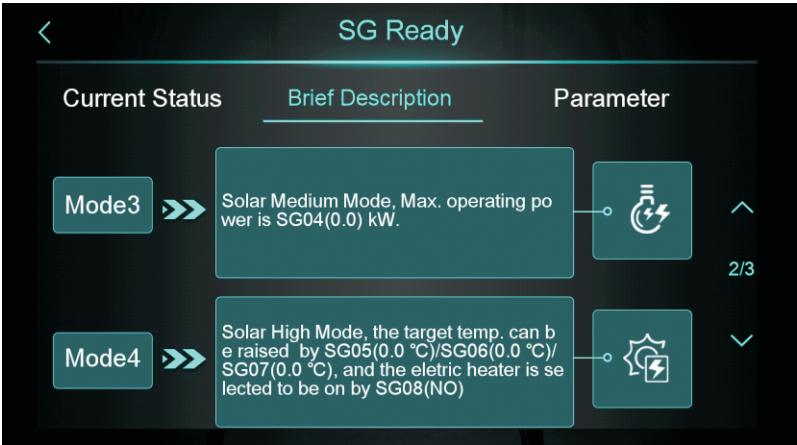 SG Ready
Current Status
Brief Description
Parameter
Mode3
Solar Medium Mode, Max. operating po
wer is SG04(0.0) kW.
2/3
Mode4
Solar High Mode, the target temp. can b
e raised  by SG05(0.0 ℃)/SG06(0.0 ℃)/
SG07(0.0 ℃), and the eletric heater is se
lected to be on by SG08(NO)